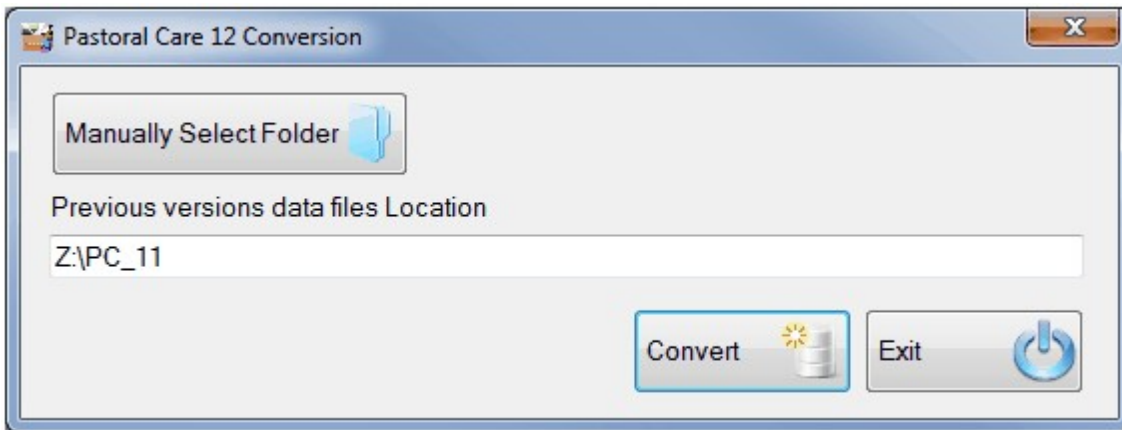 Pastoral Care 12 Conversion
Manually Select Folder
Previous versions data files Location
Z:\PC_11
Convert
Exit